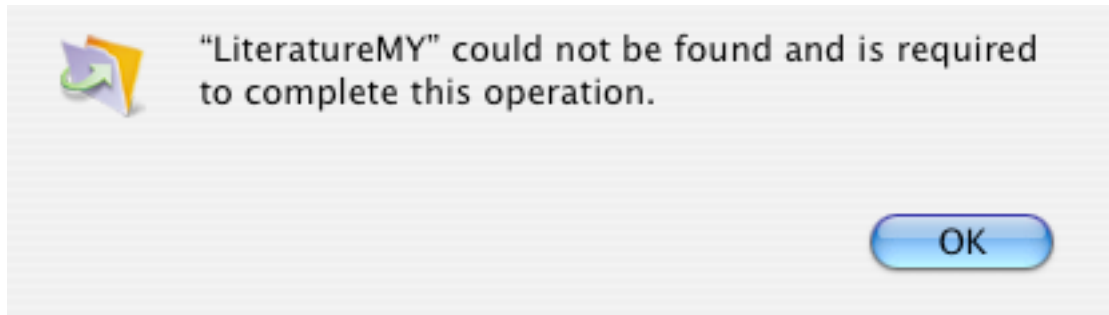 “LiteratureMY” could not be found and is required
to complete this operation.
OK